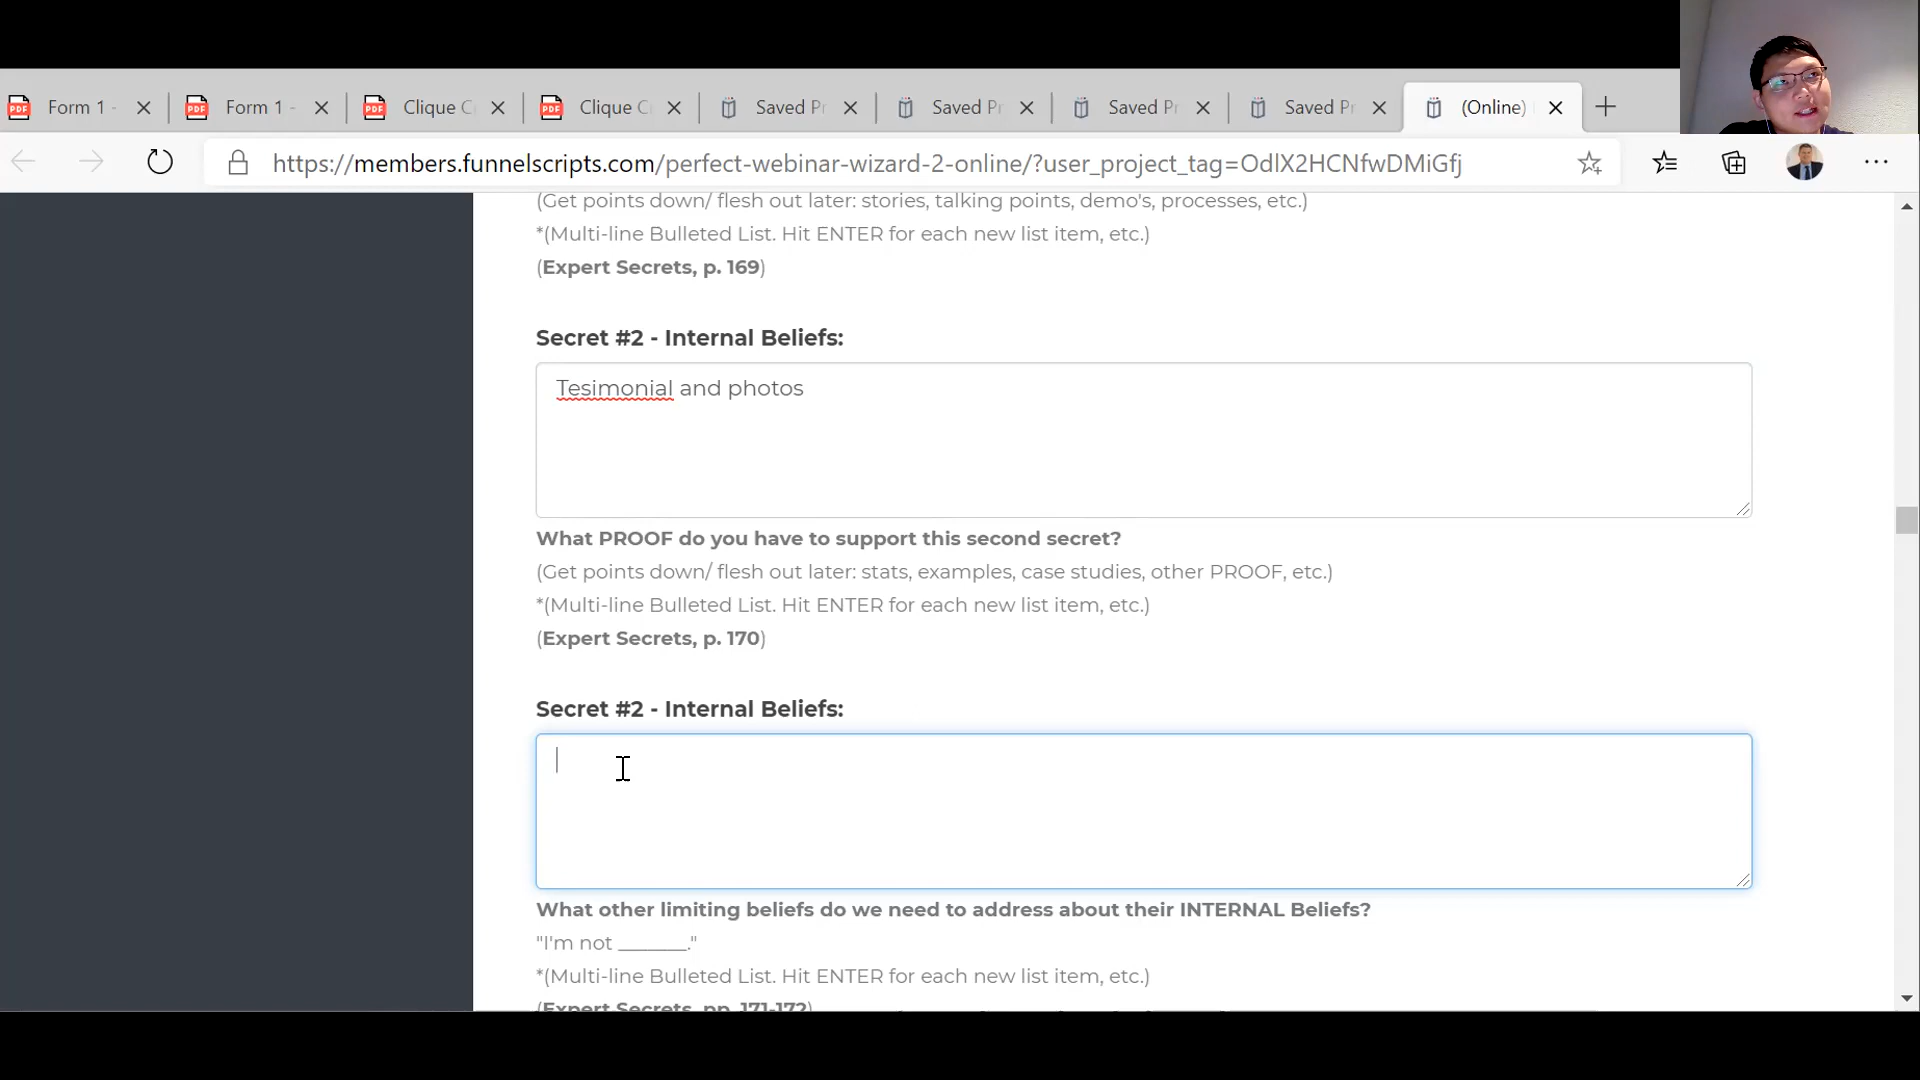 Form 1 -
Form 1 -
Clique C
Clique C
Saved Pr
Saved Pr
Saved Pr
Saved Pr
(Online)
https://members.funnelscripts.com/perfect-webinar-wizard-2-online/?user_project_tag=OdlX2HCNfwDMiGfj
(Get points down/ flesh out later: stories, talking points, demo's, processes, etc.)
*(Multi-line Bulleted List. Hit ENTER for each new list item, etc.)
(Expert Secrets, p. 169)
Secret #2 - Internal Beliefs:
Tesimonial and photos
What PROOF do you have to support this second secret?
(Get points down/ flesh out later: stats, examples, case studies, other PROOF, etc.)
*(Multi-line Bulleted List. Hit ENTER for each new list item, etc.)
(Expert Secrets, p. 170)
Secret #2 - Internal Beliefs:
What other limiting beliefs do we need to address about their INTERNAL Beliefs?
"I'm not ______."
*(Multi-line Bulleted List. Hit ENTER for each new list item, etc.)
(Expert Secrets, pp. 171-172)